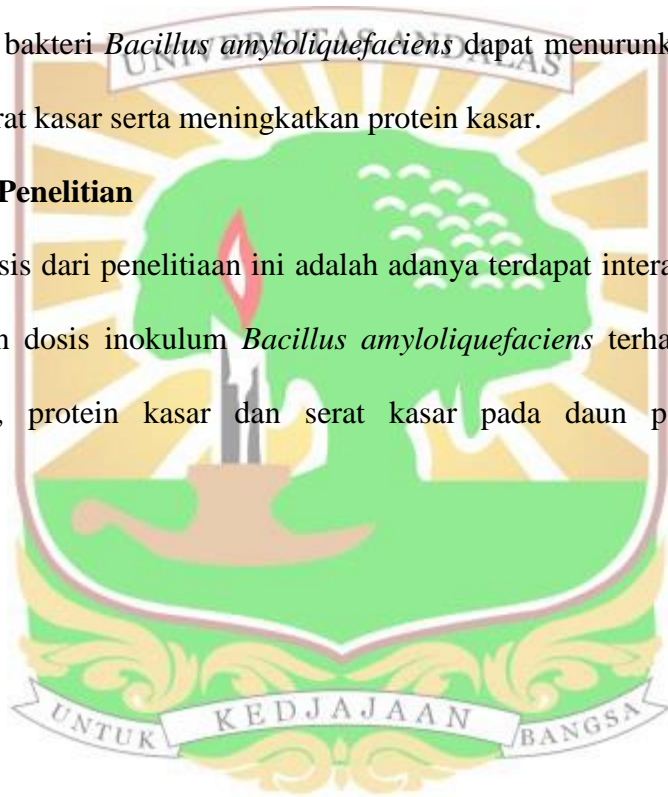 UNIVERSITAS ANDALAS
bakteri Bacillus amyloliquefaciens dapat menurunk
rat kasar serta meningkatkan protein kasar.
Penelitian
sis dari penelitiaan ini adalah adanya terdapat intera
n dosis inokulum Bacillus amyloliquefaciens terha
, protein kasar dan serat kasar pada daun p
UNTUK KEDJAJAAN BANGSA